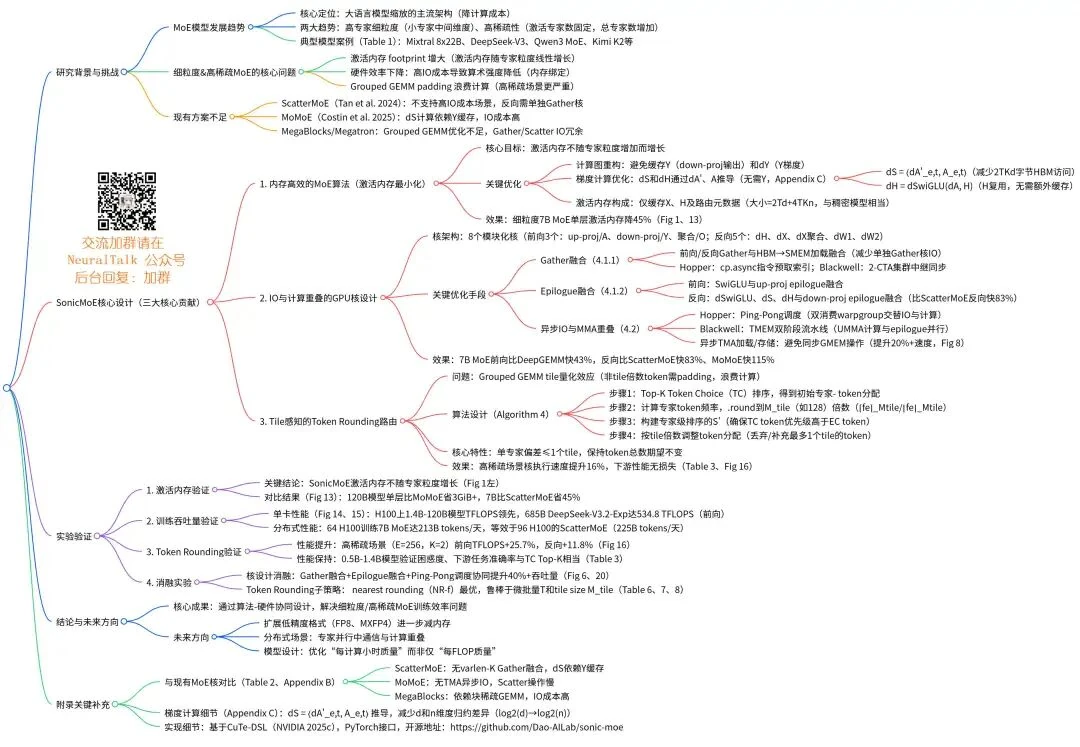 研究背景与挑战
MoE模型发展趋势
核心定位：大语言模型缩放的主流架构（降计算成本）
两大趋势：高专家细粒度（小专家中间维度）、高稀疏性（激活专家数固定，总专家数增加）
典型模型案例（Table 1）：Mixtral 8x22B、DeepSeek-V3、Qwen3 MoE、Kimi K2等
细粒度&高稀疏MoE的核心问题
激活内存 footprint 增大（激活内存随专家粒度线性增长）
硬件效率下降：高IO成本导致算术强度降低（内存绑定）
Grouped GEMM padding 浪费计算（高稀疏场景更严重）
现有方案不足
ScatterMoE（Tan et al. 2024）：不支持高IO成本场景，反向需单独Gather核
MoMoE（Costin et al. 2025）：dS计算依赖Y缓存，IO成本高
MegaBlocks/Megatron：Grouped GEMM优化不足，Gather/Scatter IO冗余
交流加群请在
NeuralTalk 公众号
后台回复：加群
SonicMoE核心设计（三大核心贡献）
1. 内存高效的MoE算法（激活内存最小化）
核心目标：激活内存不随专家粒度增加而增长
关键优化
计算图重构：避免缓存Y（down-proj输出）和dY（Y梯度）
梯度计算优化：dS和dH通过dA'、A推导（无需Y，Appendix C）
dS = ⟨dA'_e,t, A_e,t⟩（减少2TKd字节HBM访问）
dH = dSwiGLU(dA, H)（H复用，无需额外缓存）
激活内存构成：仅缓存X、H及路由元数据（大小=2Td+4TKn，与稠密模型相当）
效果：细粒度7B MoE单层激活内存降45%（Fig 1、13）
2. IO与计算重叠的GPU核设计
核架构：8个模块化核（前向3个：up-proj/A、down-proj/Y、聚合/O；反向5个：dH、dX、dX聚合、dW1、dW2）
关键优化手段
Gather融合（4.1.1）
前向/反向Gather与HBM→SMEM加载融合（减少单独Gather核IO）
Hopper：cp.async指令预取索引；Blackwell：2-CTA集群中继同步
Epilogue融合（4.1.2）
前向：SwiGLU与up-proj epilogue融合
反向：dSwiGLU、dS、dH与down-proj epilogue融合（比ScatterMoE反向快83%）
异步IO与MMA重叠（4.2）
Hopper：Ping-Pong调度（双消费warpgroup交替IO与计算）
Blackwell：TMEM双阶段流水线（UMMA计算与epilogue并行）
异步TMA加载/存储：避免同步GMEM操作（提升20%+速度，Fig 8）
效果：7B MoE前向比DeepGEMM快43%，反向比ScatterMoE快83%、MoMoE快115%
3. Tile感知的Token Rounding路由
问题：Grouped GEMM tile量化效应（非tile倍数token需padding，浪费计算）
算法设计（Algorithm 4）
步骤1：Top-K Token Choice（TC）排序，得到初始专家- token分配
步骤2：计算专家token频率，.round到M_tile（如128）倍数（⌈fe⌉_Mtile/⌊fe⌋_Mtile）
步骤3：构建专家级排序的S'（确保TC token优先级高于EC token）
步骤4：按tile倍数调整token分配（丢弃/补充最多1个tile的token）
核心特性：单专家偏差≤1个tile，保持token总数期望不变
效果：高稀疏场景核执行速度提升16%，下游性能无损失（Table 3、Fig 16）
实验验证
1. 激活内存验证
关键结论：SonicMoE激活内存不随专家粒度增长（Fig 1左）
对比结果（Fig 13）：120B模型单层比MoMoE省3GiB+，7B比ScatterMoE省45%
2. 训练吞吐量验证
单卡性能（Fig 14、15）：H100上1.4B-120B模型TFLOPS领先，685B DeepSeek-V3.2-Exp达534.8 TFLOPS（前向）
分布式性能：64 H100训练7B MoE达213B tokens/天，等效于96 H100的ScatterMoE（225B tokens/天）
3. Token Rounding验证
性能提升：高稀疏场景（E=256，K=2）前向TFLOPS+25.7%，反向+11.8%（Fig 16）
性能保持：0.5B-1.4B模型验证困惑度、下游任务准确率与TC Top-K相当（Table 3）
4. 消融实验
核设计消融：Gather融合+Epilogue融合+Ping-Pong调度协同提升40%+吞吐量（Fig 6、20）
Token Rounding子策略： nearest rounding（NR-f）最优，鲁棒于微批量T和tile size M_tile（Table 6、7、8）
结论与未来方向
核心成果：通过算法-硬件协同设计，解决细粒度/高稀疏MoE训练效率问题
未来方向
扩展低精度格式（FP8、MXFP4）进一步减内存
分布式场景：专家并行中通信与计算重叠
模型设计：优化“每计算小时质量”而非仅“每FLOP质量”
附录关键补充
与现有MoE核对比（Table 2、Appendix B）
ScatterMoE：无varlen-K Gather融合，dS依赖Y缓存
MoMoE：无TMA异步IO，Scatter操作慢
MegaBlocks：依赖块稀疏GEMM，IO成本高
梯度计算细节（Appendix C）：dS = ⟨dA'_e,t, A_e,t⟩ 推导，减少d和n维度归约差异（log2(d)→log2(n)）
实现细节：基于CuTe-DSL（NVIDIA 2025c），PyTorch接口，开源地址：https://github.com/Dao-AILab/sonic-moe